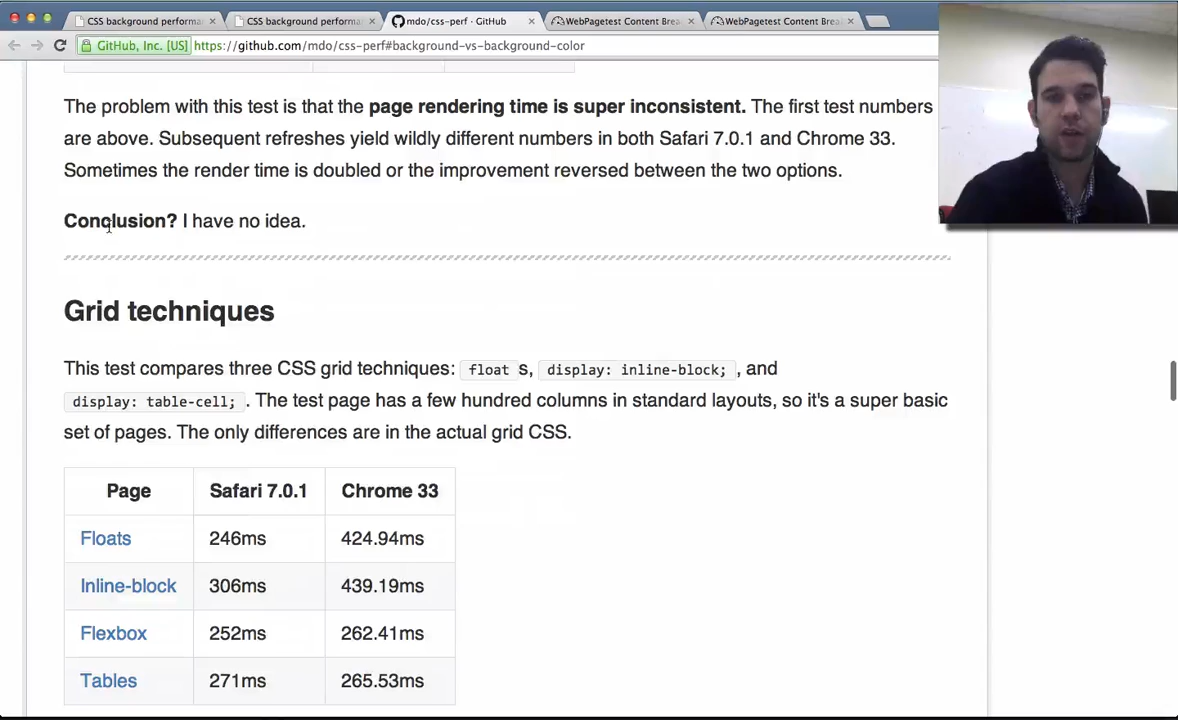 CSS background performa
CSS background performa
mdo/css-perf · GitHub
WebPagetest Content Brea
WebPagetest Content Brea
GitHub, Inc. [US]
https://github.com/mdo/css-perf#background-vs-background-color
The problem with this test is that the page rendering time is super inconsistent. The first test numbers
are above. Subsequent refreshes yield wildly different numbers in both Safari 7.0.1 and Chrome 33.
Sometimes the render time is doubled or the improvement reversed between the two options.
Conclusion? I have no idea.
Grid techniques
This test compares three CSS grid techniques: float s, display: inline-block; , and
display: table-cell; . The test page has a few hundred columns in standard layouts, so it's a super basic
set of pages. The only differences are in the actual grid CSS.
Page Safari 7.0.1 Chrome 33
Floats 246ms 424.94ms
Inline-block 306ms 439.19ms
Flexbox 252ms 262.41ms
Tables 271ms 265.53ms